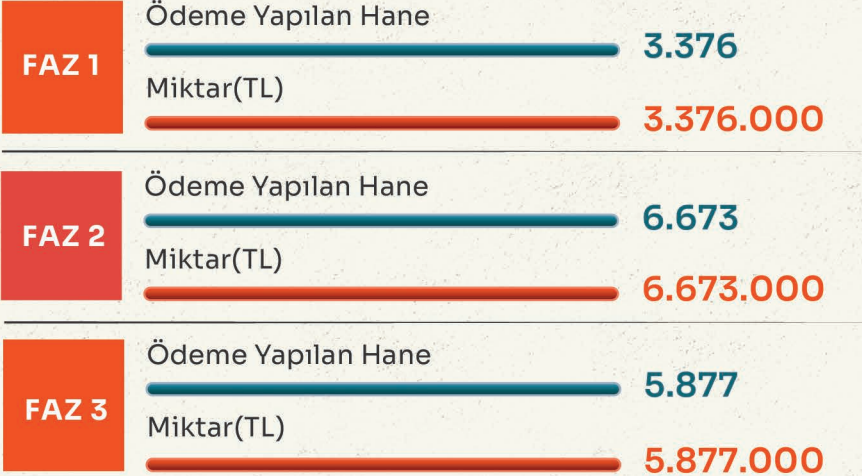 FAZ 1
Ödeme Yapılan Hane
3.376
Miktar(TL)
3.376.000
FAZ 2
Ödeme Yapılan Hane
6.673
Miktar(TL)
6.673.000
FAZ 3
Ödeme Yapılan Hane
5.877
Miktar(TL)
5.877.000